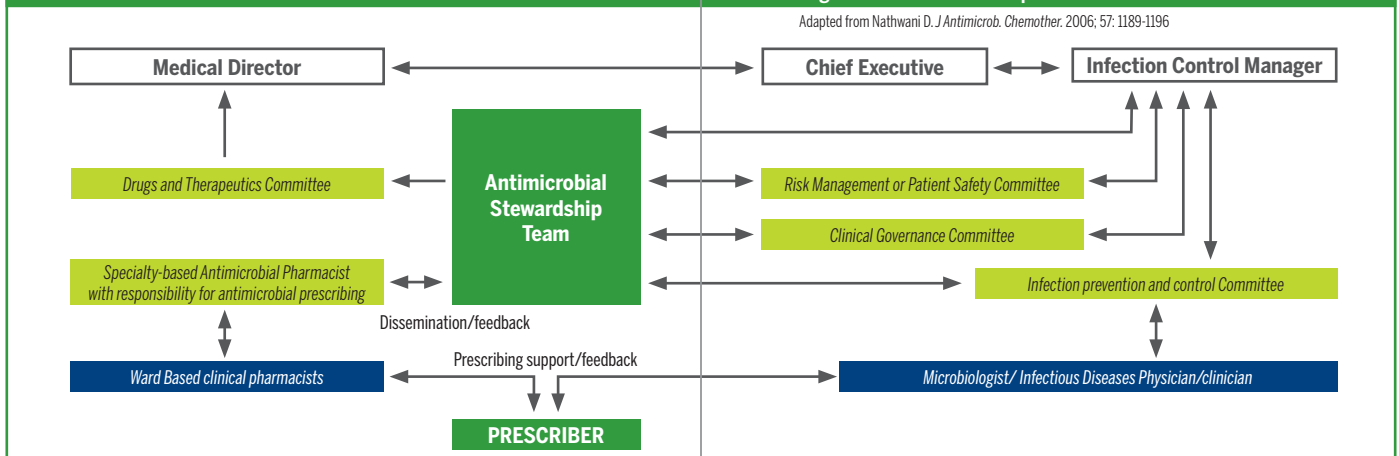 Adapted from Nathwani D. J Antimicrob. Chemother. 2006; 57: 1189-1196
Medical Director
Chief Executive
Infection Control Manager
Antimicrobial
Stewardship
Team
Drugs and Therapeutics Committee
Risk Management or Patient Safety Committee
Clinical Governance Committee
Specialty-based Antimicrobial Pharmacist
with responsibility for antimicrobial prescribing
Infection prevention and control Committee
Dissemination/feedback
Prescribing support/feedback
Ward Based clinical pharmacists
Microbiologist/ Infectious Diseases Physician/clinician
PRESCRIBER